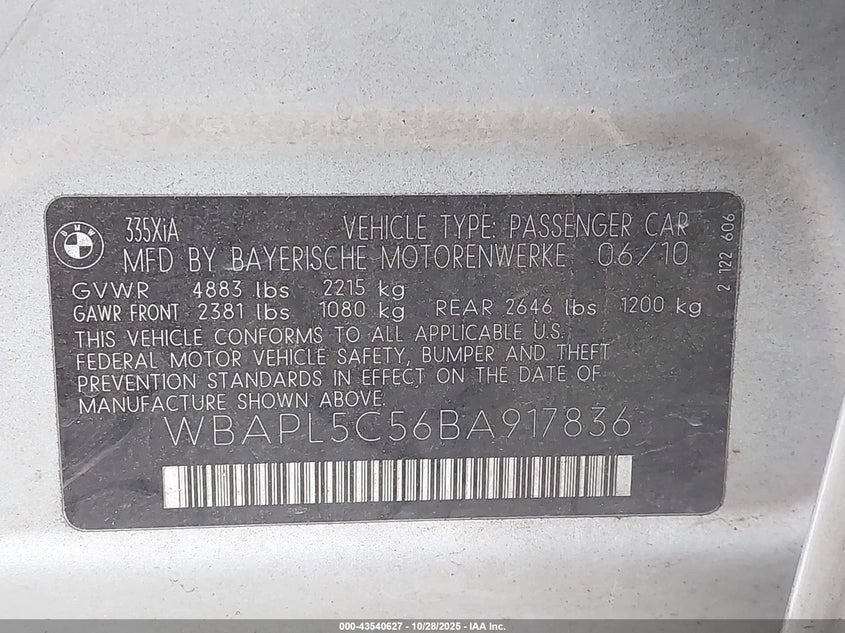 BMW
335XiA VEHICLE TYPE: PASSENGER CAR
MFD BY BAYERISCHE MOTORENWERKE 06/10
GVWR 4883 lbs 2215 kg
GAWR FRONT 2381 lbs 1080 kg REAR 2646 lbs 1200 kg
THIS VEHICLE CONFORMS TO ALL APPLICABLE U.S.
FEDERAL MOTOR VEHICLE SAFETY, BUMPER AND THEFT
PREVENTION STANDARDS IN EFFECT ON THE DATE OF
MANUFACTURE SHOWN ABOVE.
WBAPL5C56BA917836
2 122 606
000-43540627 - 10/28/2025 - IAA Inc.